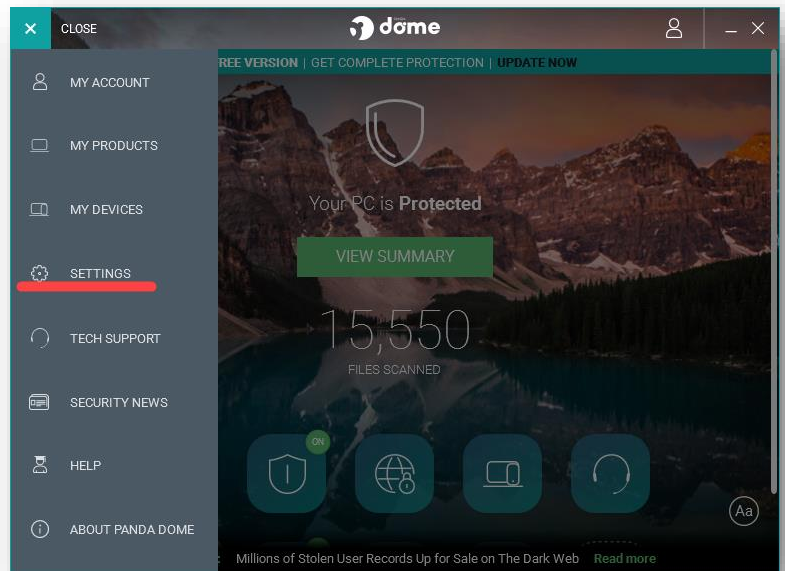 CLOSE
dome
REE VERSION | GET COMPLETE PROTECTION | UPDATE NOW
MY ACCOUNT
MY PRODUCTS
MY DEVICES
SETTINGS
TECH SUPPORT
SECURITY NEWS
HELP
ABOUT PANDA DOME
Your PC is Protected
VIEW SUMMARY
15,550
FILES SCANNED
ON
Aa
Millions of Stolen User Records Up for Sale on The Dark Web Read more